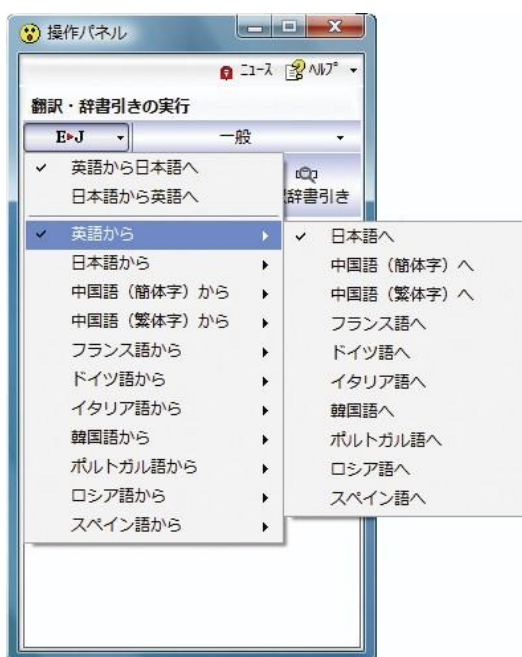 操作パネル
ニュース ヘルプ
翻訳・辞書引きの実行
E▸J 一般
英語から日本語へ
日本語から英語へ
辞書引き
英語から
日本語から
中国語（簡体字）から
中国語（繁体字）から
フランス語から
ドイツ語から
イタリア語から
韓国語から
ポルトガル語から
ロシア語から
スペイン語から
日本語へ
中国語（簡体字）へ
中国語（繁体字）へ
フランス語へ
ドイツ語へ
イタリア語へ
韓国語へ
ポルトガル語へ
ロシア語へ
スペイン語へ